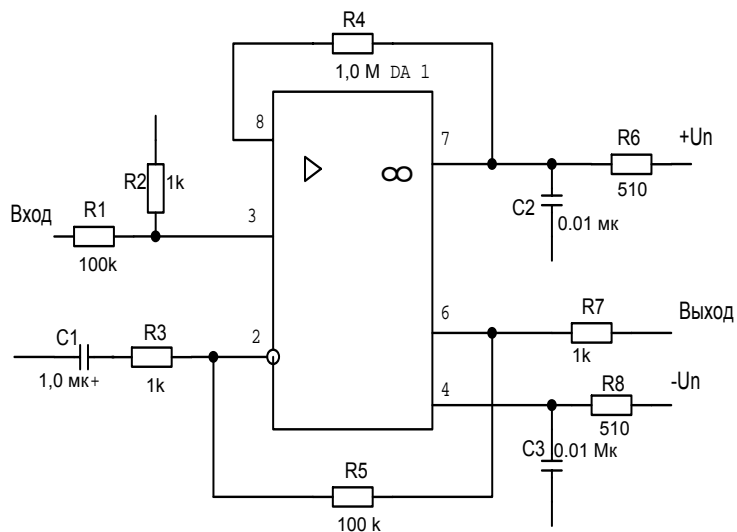 R4
1,0 М DA 1
8
7
R6
+Un
510
C2
0.01 мк
R2
1k
Вход
R1
3
100k
6
R7
Выход
1k
C1
R3
2
1,0 мк+
1k
4
R8
-Un
510
C3
0.01 Мк
R5
100 k